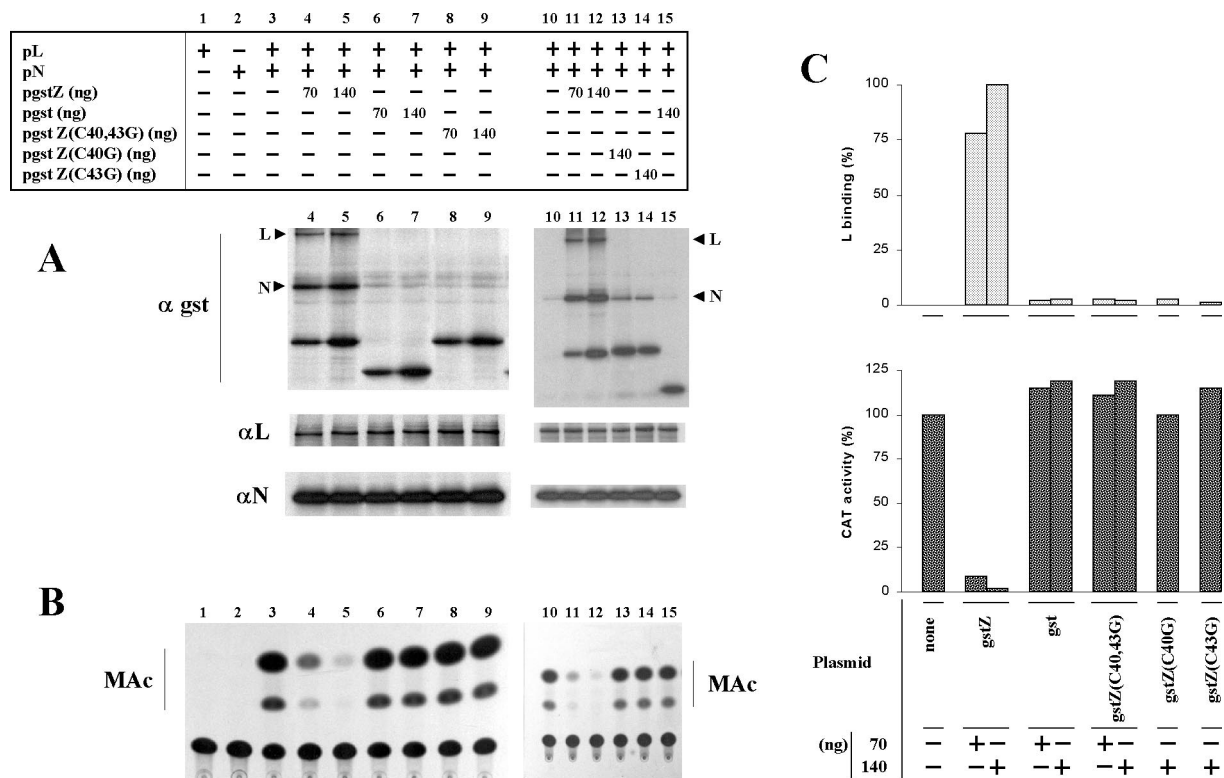 1 2 3 4 5 6 7 8 9 10 11 12 13 14 15
pL + − + + + + + + + + + + + + +
pN − + + + + + + + + + + + + + +
pgstZ (ng) − − − 70 140 − − − − − 70 140 − − −
pgst (ng) − − − − − 70 140 − − − − − − − 140
pgst Z(C40,43G) (ng) − − − − − − − 70 140 − − − − − −
pgst Z(C40G) (ng) − − − − − − − − − − − − 140 − −
pgst Z(C43G) (ng) − − − − − − − − − − − − − 140 −
A
4 5 6 7 8 9
10 11 12 13 14 15
L
L
N
N
α gst
αL
αN
B
1 2 3 4 5 6 7 8 9
10 11 12 13 14 15
MAc
MAc
C
L binding (%)
100
75
50
25
0
CAT activity (%)
125
100
75
50
25
0
Plasmid
none
gstZ
gst
gstZ(C40,43G)
gstZ(C40G)
gstZ(C43G)
(ng) 70 − + − + − + − − −
140 − − + − + − + + +